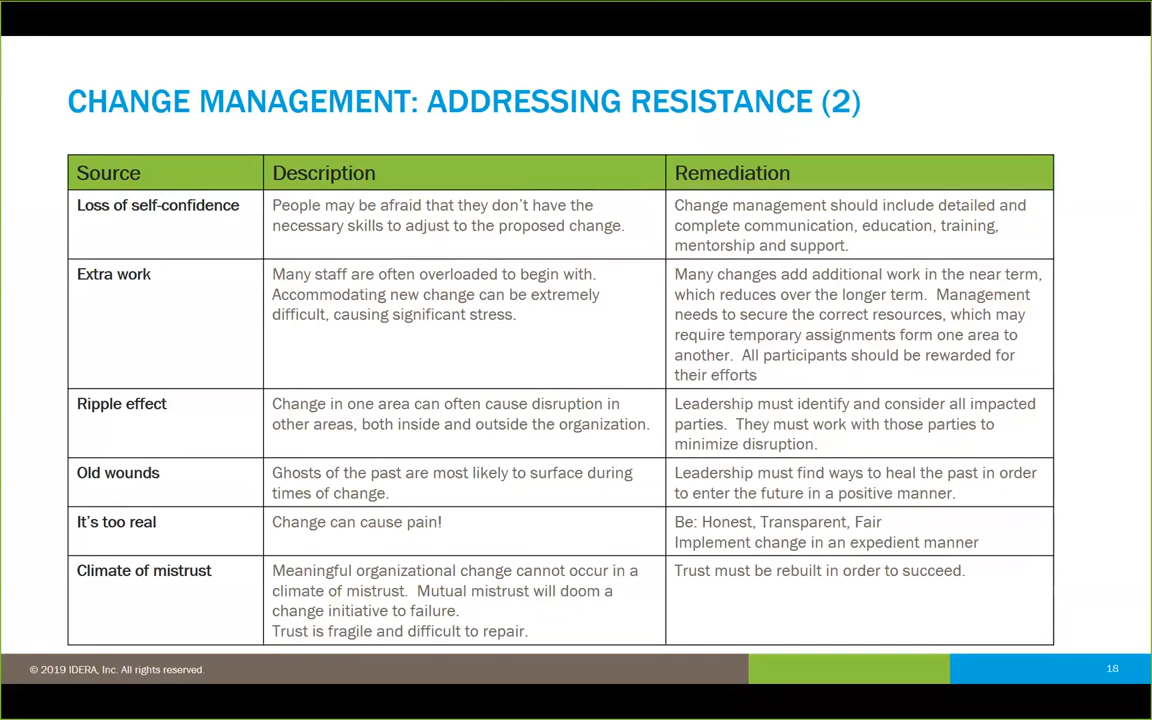 CHANGE MANAGEMENT: ADDRESSING RESISTANCE (2)
Source
Description
Remediation
Loss of self-confidence
People may be afraid that they don't have the
necessary skills to adjust to the proposed change.
Change management should include detailed and
complete communication, education, training,
mentorship and support.
Extra work
Many staff are often overloaded to begin with.
Accommodating new change can be extremely
difficult, causing significant stress.
Many changes add additional work in the near term,
which reduces over the longer term.  Management
needs to secure the correct resources, which may
require temporary assignments form one area to
another.  All participants should be rewarded for
their efforts
Ripple effect
Change in one area can often cause disruption in
other areas, both inside and outside the organization.
Leadership must identify and consider all impacted
parties.  They must work with those parties to
minimize disruption.
Old wounds
Ghosts of the past are most likely to surface during
times of change.
Leadership must find ways to heal the past in order
to enter the future in a positive manner.
It's too real
Change can cause pain!
Be: Honest, Transparent, Fair
Implement change in an expedient manner
Climate of mistrust
Meaningful organizational change cannot occur in a
climate of mistrust.  Mutual mistrust will doom a
change initiative to failure.
Trust is fragile and difficult to repair.
Trust must be rebuilt in order to succeed.
© 2019 IDERA, Inc. All rights reserved.
18